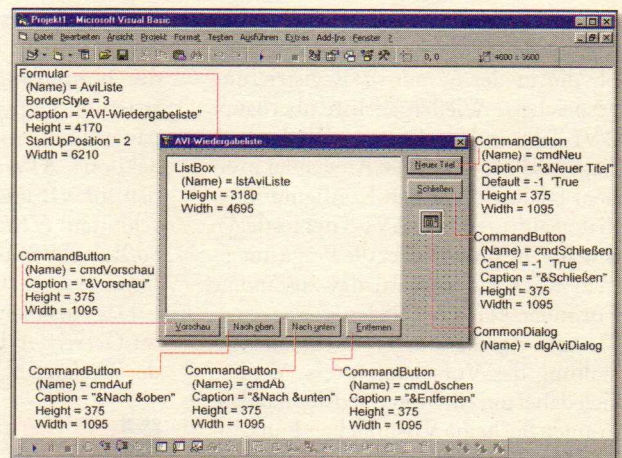 Projekt1 - Microsoft Visual Basic
Datei Bearbeiten Ansicht Projekt Format Testen Ausführen Extras Add-Ins Fenster ?
0, 0
4800 x 3600
Formular
(Name) = AviListe
BorderStyle = 3
Caption = "AVI-Wiedergabeliste"
Height = 4170
StartUpPosition = 2
Width = 6210
AVI-Wiedergabeliste
ListBox
(Name) = lstAviListe
Height = 3180
Width = 4695
Neuer Titel
Schließen
Vorschau
Nach oben
Nach unten
Entfernen
CommandButton
(Name) = cmdNeu
Caption = "&Neuer Titel"
Default = -1 'True
Height = 375
Width = 1095
CommandButton
(Name) = cmdSchließen
Cancel = -1 'True
Caption = "&Schließen"
Height = 375
Width = 1095
CommonDialog
(Name) = dlgAviDialog
CommandButton
(Name) = cmdVorschau
Caption = "&Vorschau"
Height = 375
Width = 1095
CommandButton
(Name) = cmdAuf
Caption = "&Nach &oben"
Height = 375
Width = 1095
CommandButton
(Name) = cmdAb
Caption = "&Nach &unten"
Height = 375
Width = 1095
CommandButton
(Name) = cmdLöschen
Caption = "&Entfernen"
Height = 375
Width = 1095